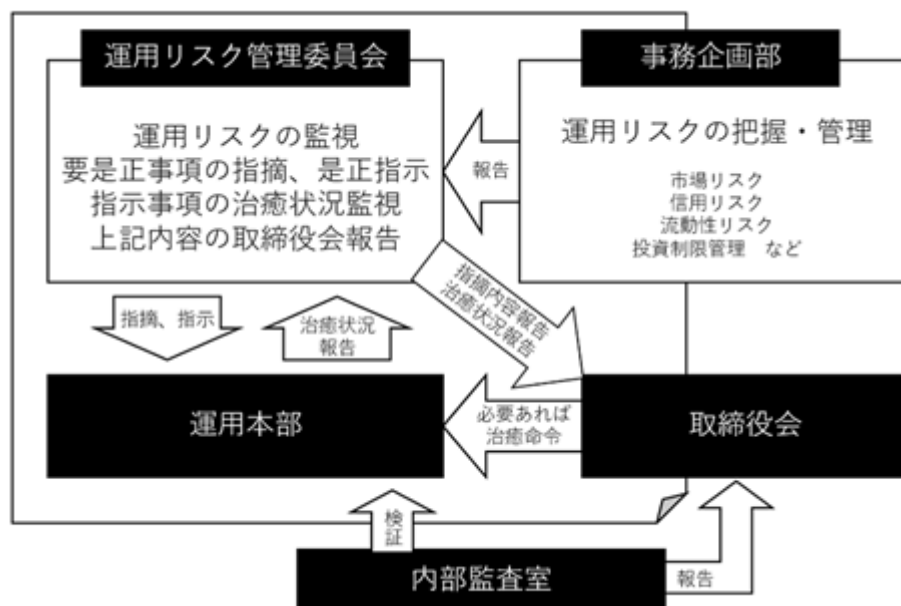 運用リスク管理委員会
運用リスクの監視
要是正事項の指摘、是正指示
指示事項の治癒状況監視
上記内容の取締役会報告
事務企画部
運用リスクの把握・管理
市場リスク
信用リスク
流動性リスク
投資制限管理　など
報告
指摘内容報告
治癒状況報告
指摘、指示
治癒状況
報告
運用本部
必要あれば
治癒命令
取締役会
検証
内部監査室
報告